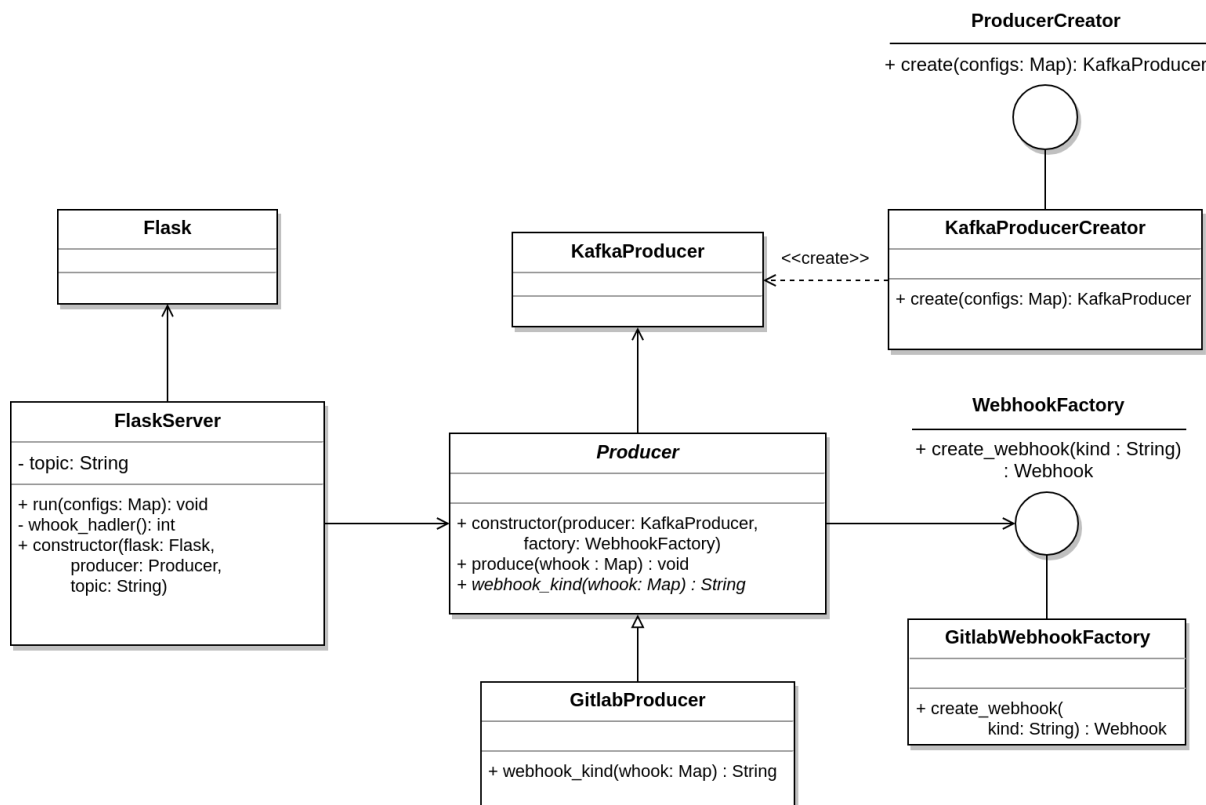 ProducerCreator
+ create(configs: Map): KafkaProducer
Flask
KafkaProducer
<<create>>
KafkaProducerCreator
+ create(configs: Map): KafkaProducer
FlaskServer
- topic: String
+ run(configs: Map): void
- whook_hadler(): int
+ constructor(flask: Flask,
producer: Producer,
topic: String)
Producer
+ constructor(producer: KafkaProducer,
factory: WebhookFactory)
+ produce(whook : Map) : void
+ webhook_kind(whook: Map) : String
WebhookFactory
+ create_webhook(kind : String)
: Webhook
GitlabProducer
+ webhook_kind(whook: Map) : String
GitlabWebhookFactory
+ create_webhook(
kind: String) : Webhook